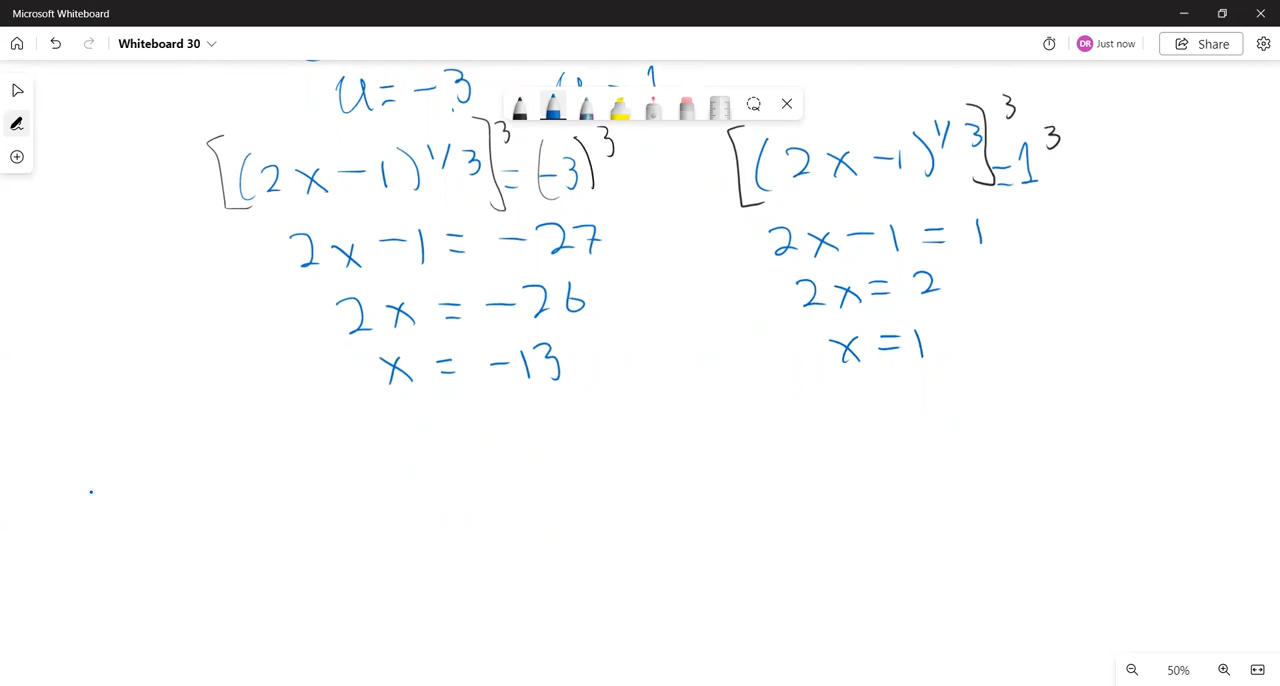 Microsoft Whiteboard
Whiteboard 30
DR Just now Share
u = -3
[(2x-1)^1/3]^3 = (-3)^3
2x-1 = -27
2x = -26
x = -13
[(2x-1)^1/3]^3 = 1^3
2x-1 = 1
2x = 2
x = 1
50%